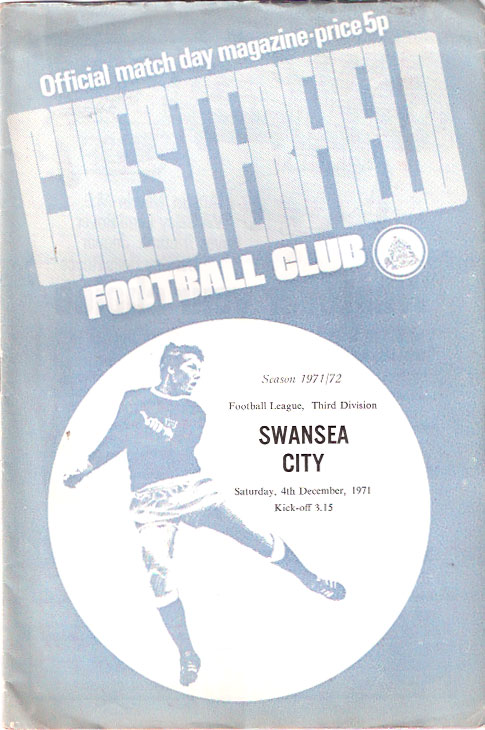 Official match day magazine·price 5p
CHESTERFIELD
FOOTBALL CLUB
Season 1971/72
Football League, Third Division
SWANSEA
CITY
Saturday, 4th December, 1971
Kick-off 3.15